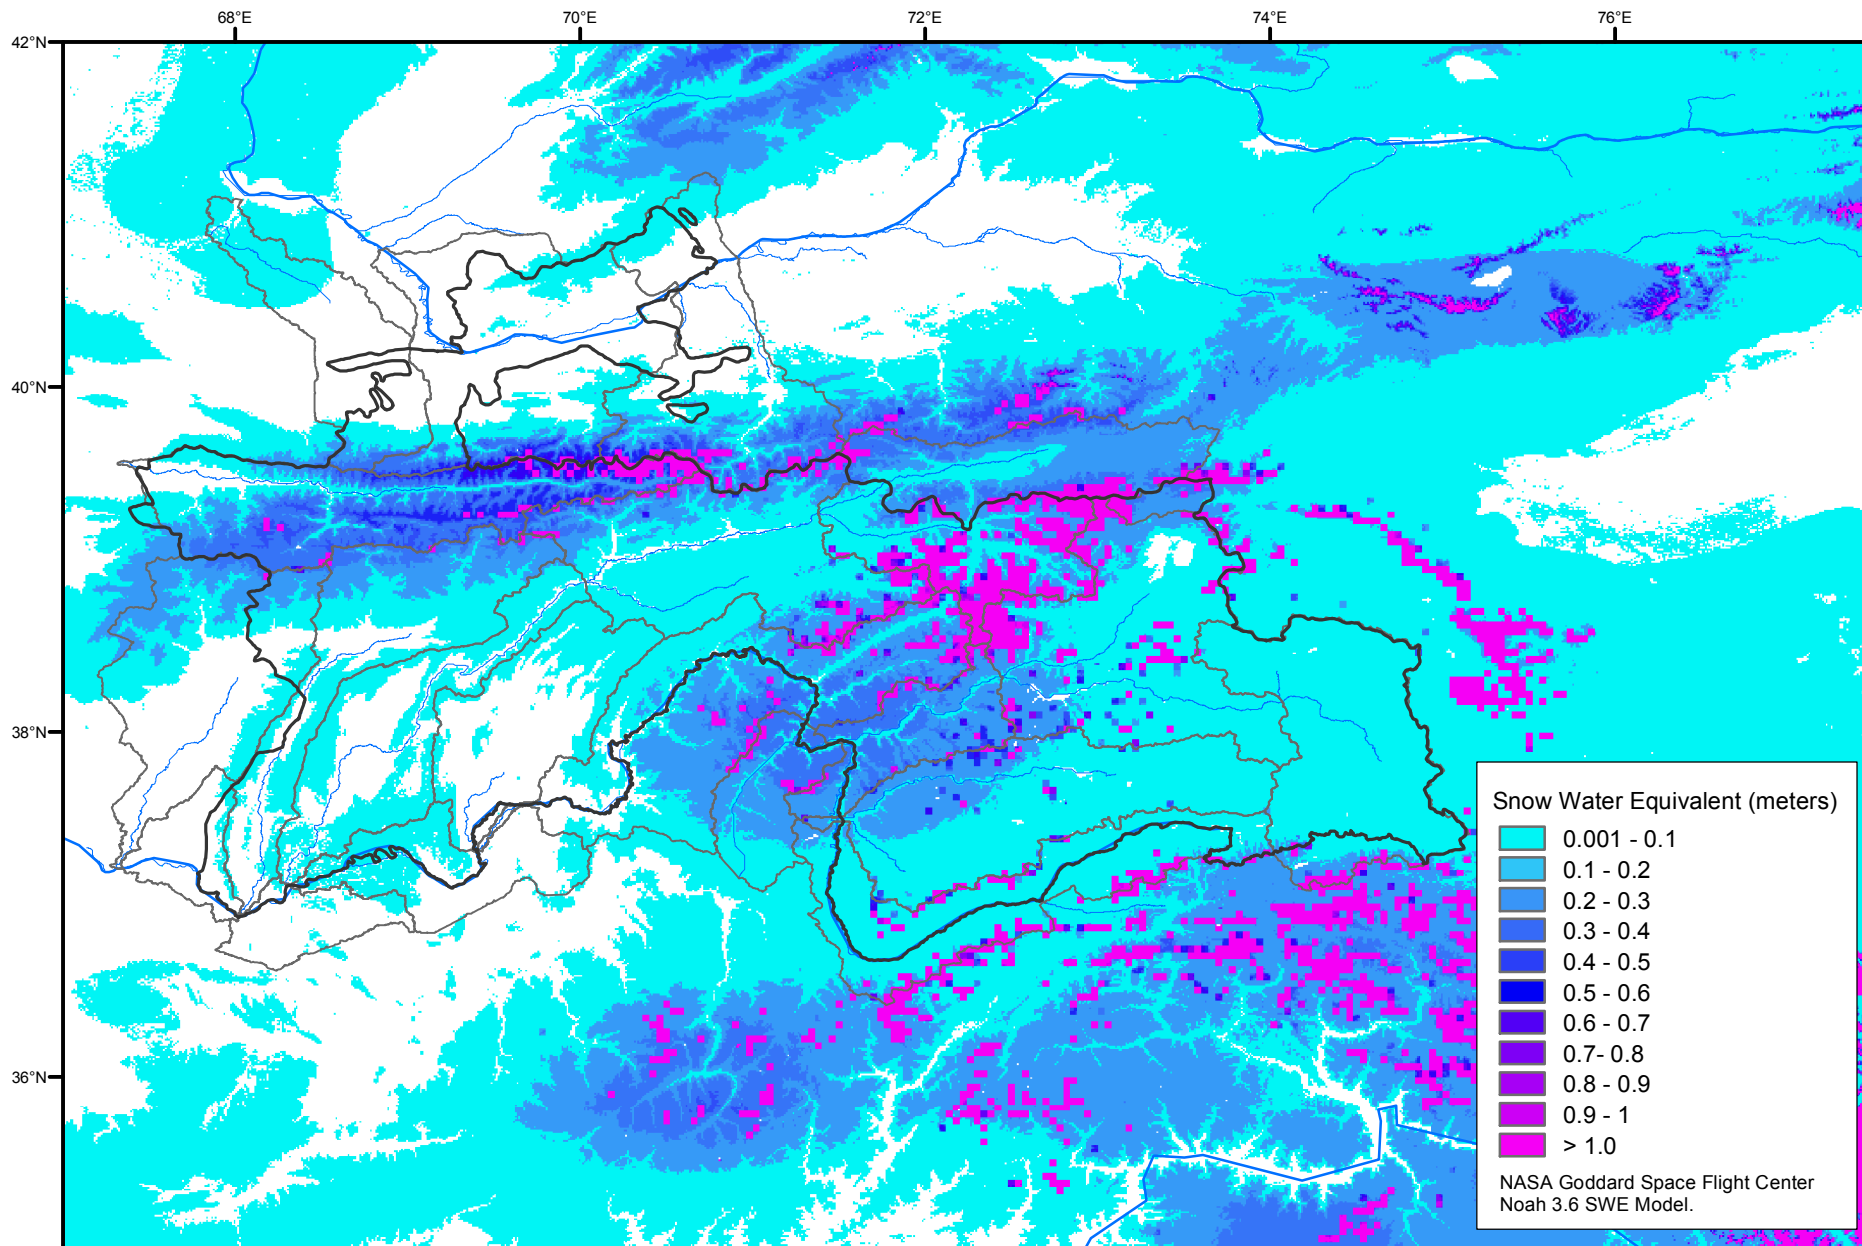 68°E 70°E 72°E 74°E 76°E
42°N
40°N
38°N
36°N
Snow Water Equivalent (meters)
0.001 - 0.1
0.1 - 0.2
0.2 - 0.3
0.3 - 0.4
0.4 - 0.5
0.5 - 0.6
0.6 - 0.7
0.7- 0.8
0.8 - 0.9
0.9 - 1
> 1.0
NASA Goddard Space Flight Center
Noah 3.6 SWE Model.